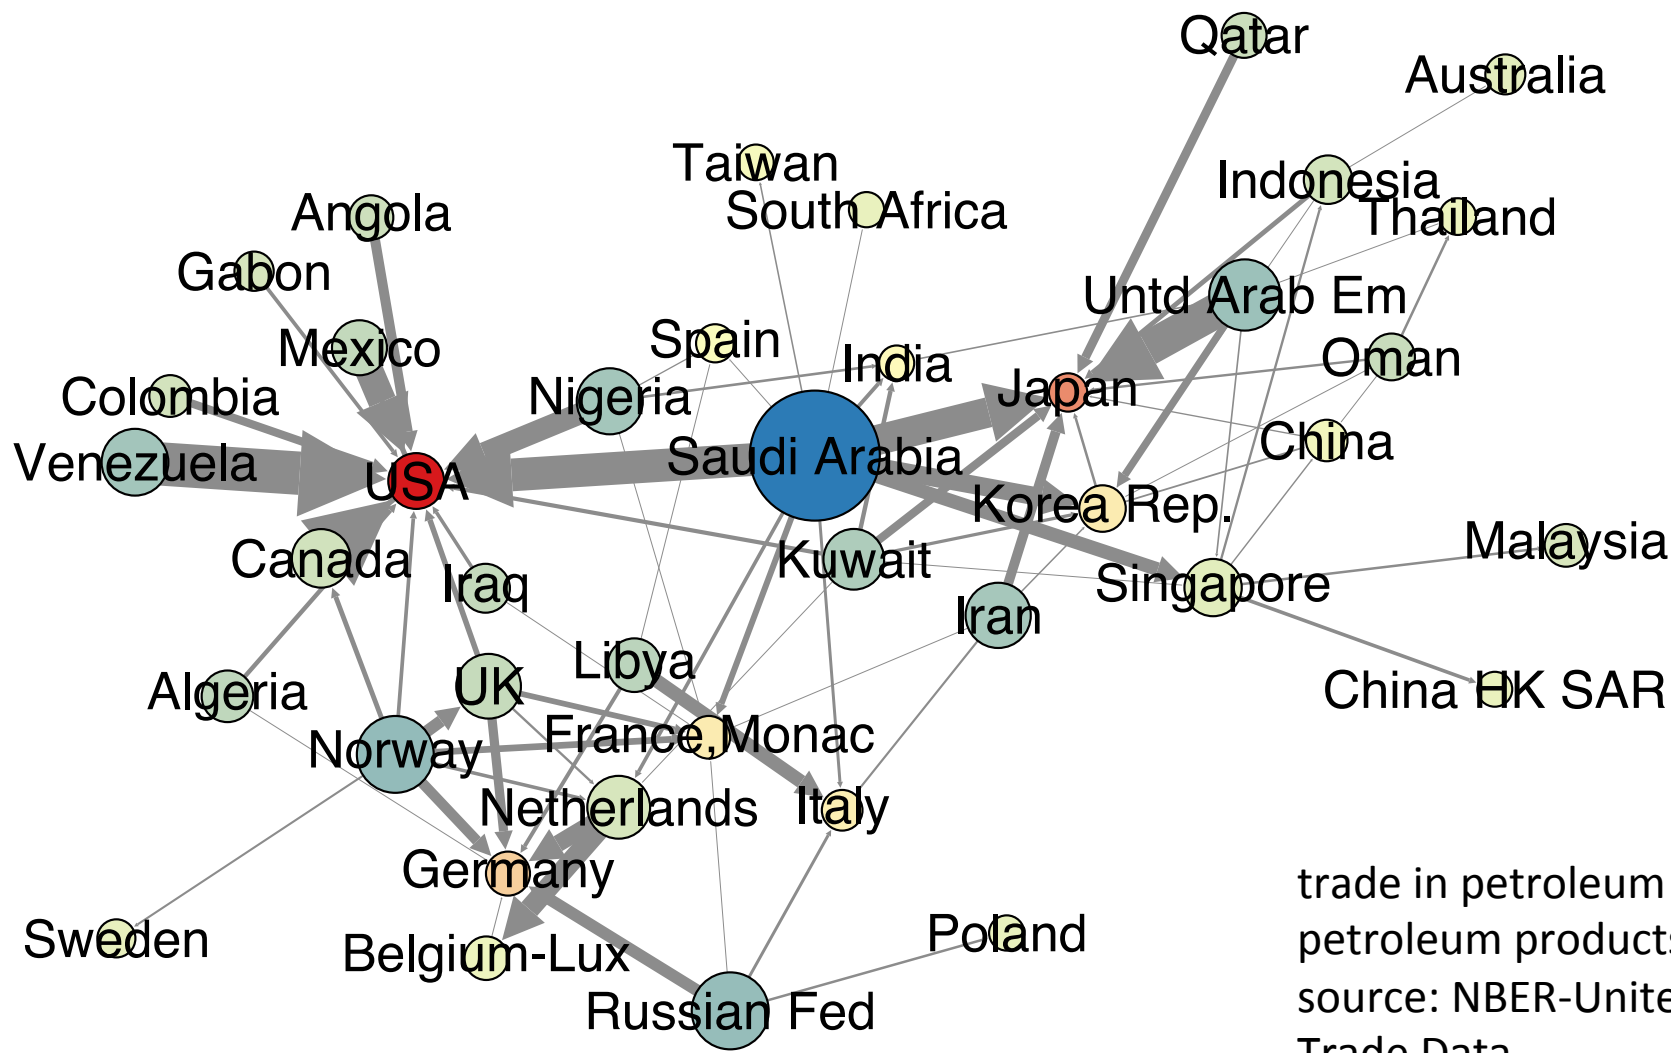 Qatar
Australia
Taiwan
Indonesia
South Africa
Thailand
Angola
Gabon
Untd Arab Em
Mexico
Spain
India
Oman
Colombia
Nigeria
Japan
China
Venezuela
USA
Saudi Arabia
Korea Rep.
Canada
Iraq
Kuwait
Malaysia
Singapore
Iran
Libya
Algeria
UK
China HK SAR
Norway
France,Monac
Netherlands
Italy
Germany
Sweden
Belgium-Lux
Poland
Russian Fed
trade in petroleum
petroleum products
source: NBER-Unite
Trade Data